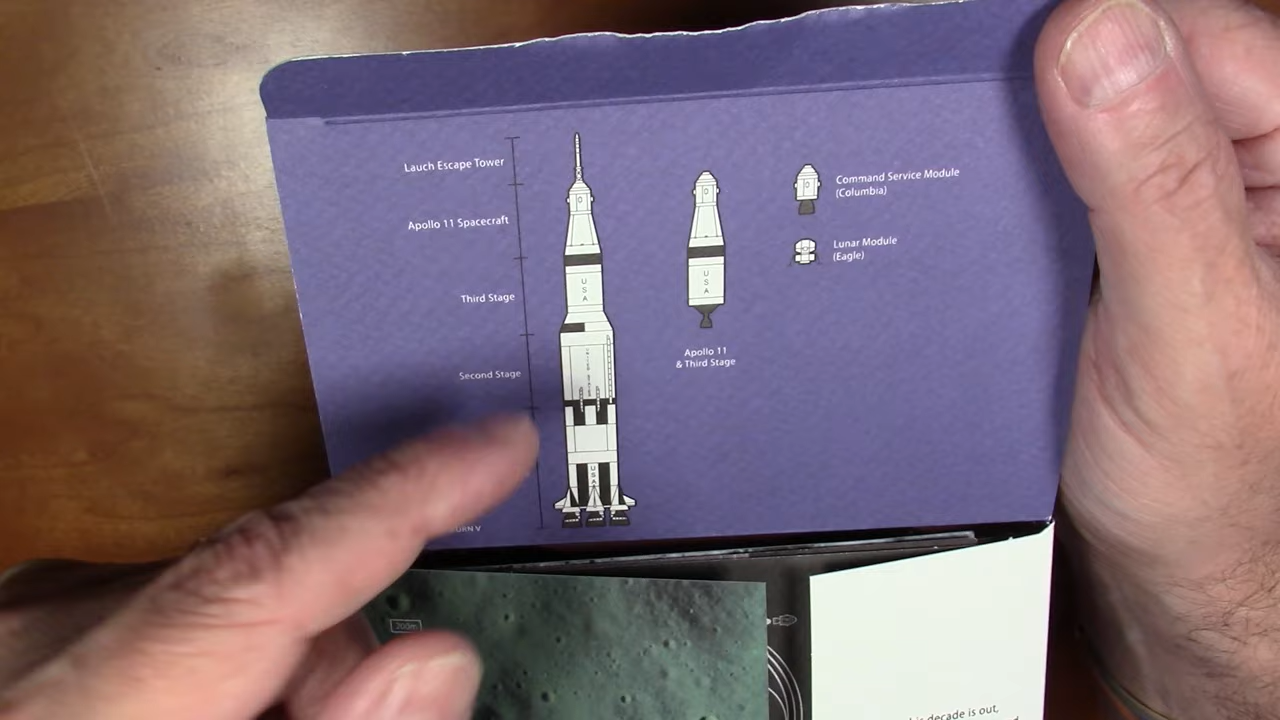 Lauch Escape Tower
Apollo 11 Spacecraft
Third Stage
Second Stage
USA
USA
USA
Apollo 11
& Third Stage
Command Service Module
(Columbia)
Lunar Module
(Eagle)
200m
decade is out,